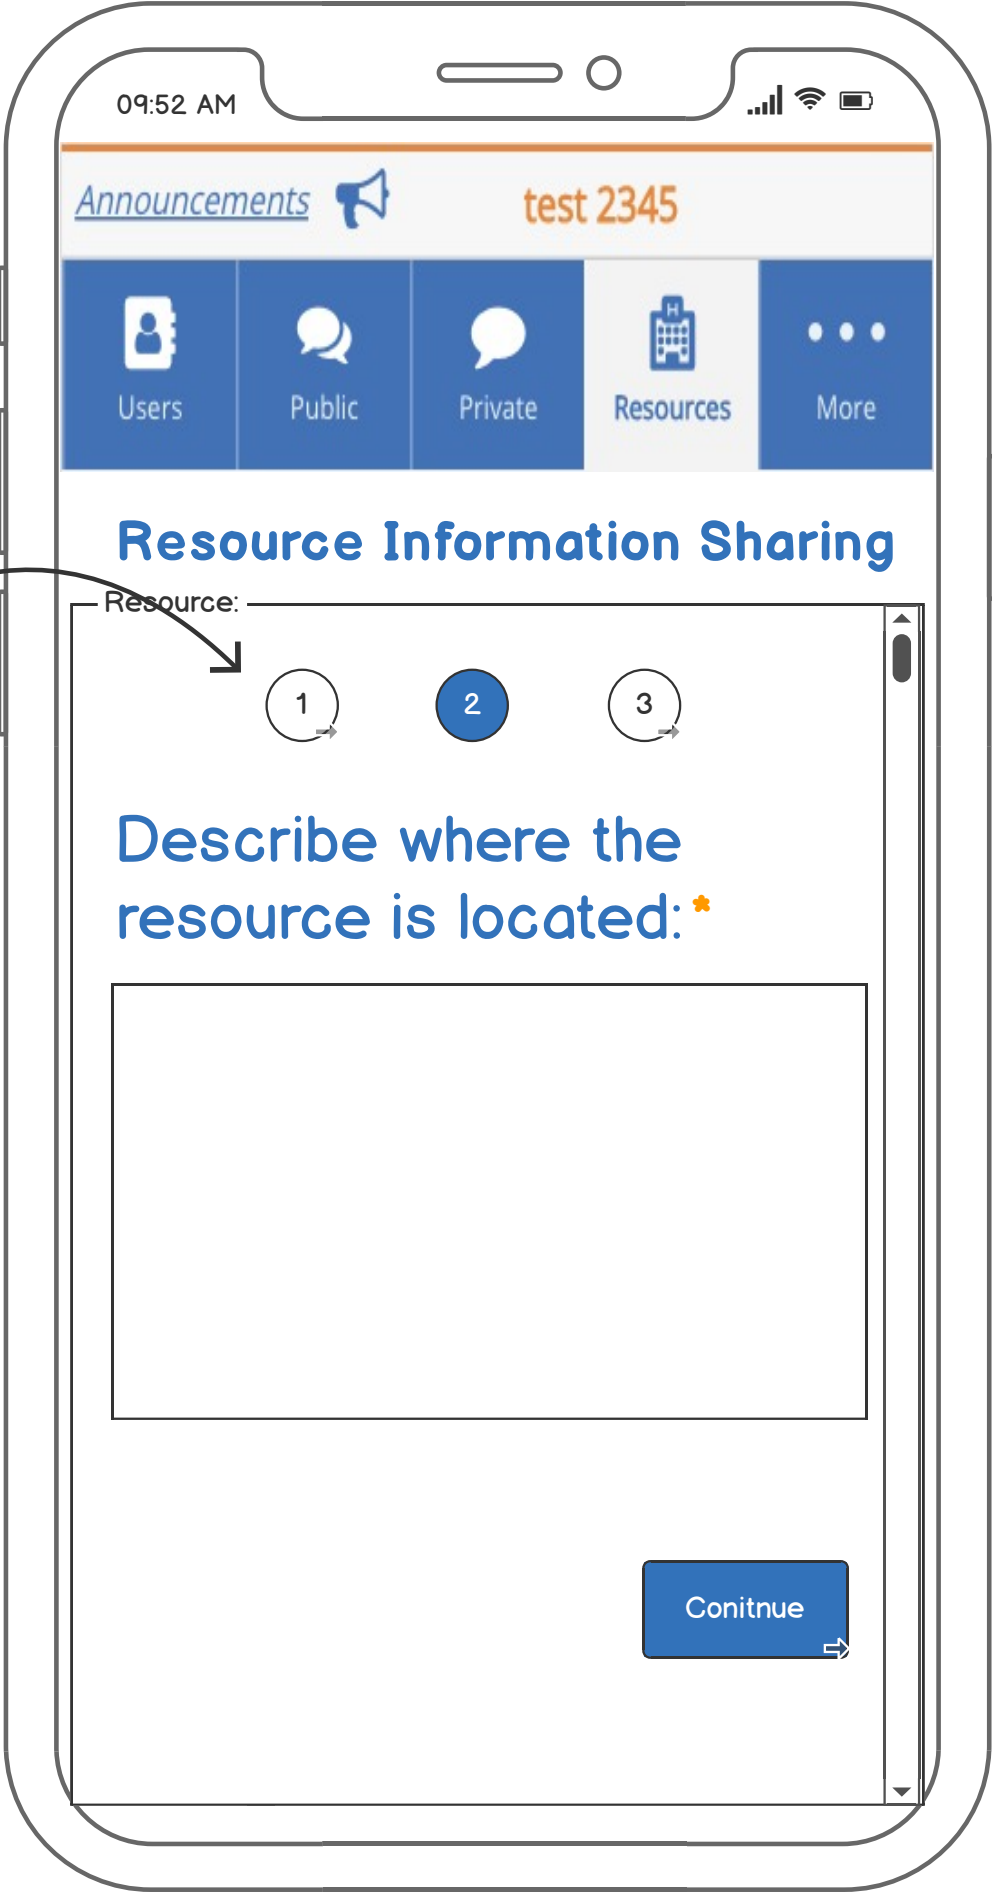 09:52 AM
Announcements test 2345
H
Users Public Private Resources More
Resource Information Sharing
Resource:
1 2 3
Describe where the
resource is located:*
Conitnue